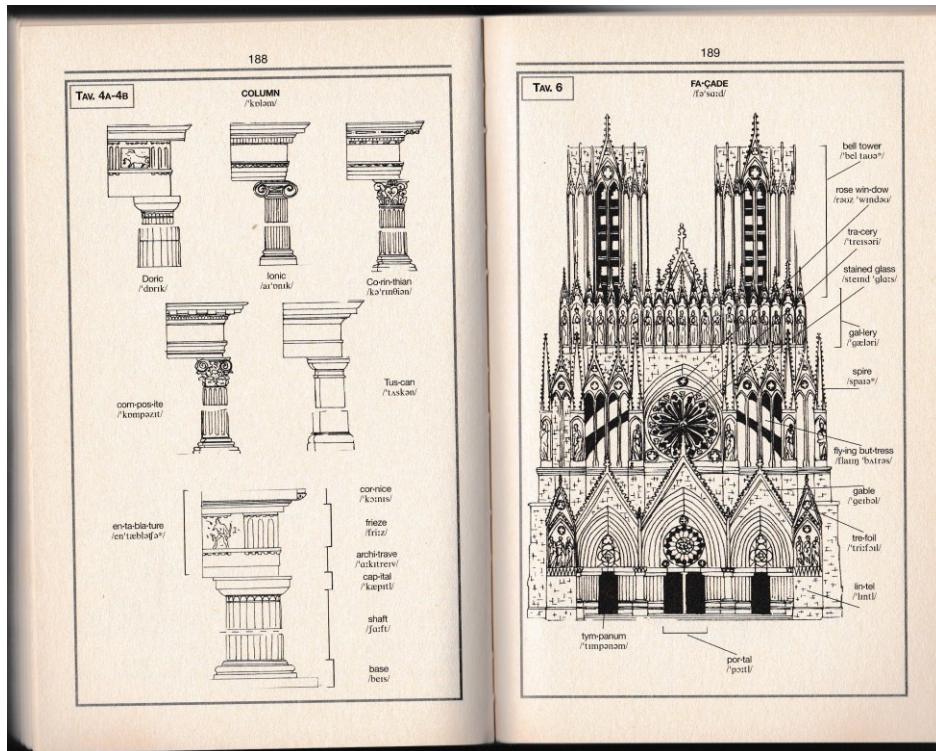 188
TAV. 4A-4B
COLUMN
/ˈkɒləm/
Doric
/ˈdɒrɪk/
Ionic
/aɪˈɒnɪk/
Co·rin·thian
/kəˈrɪnθiən/
com·pos·ite
/ˈkɒmpəzɪt/
Tus·can
/ˈtʌskən/
en·ta·bla·ture
/enˈtæblətʃəʳ/
cor·nice
/ˈkɔːnɪs/
frieze
/friːz/
archi·trave
/ˈɑːkɪtreɪv/
cap·ital
/ˈkæpɪtl/
shaft
/ʃɑːft/
base
/beɪs/
189
TAV. 6
FA·ÇADE
/fəˈsɑːd/
bell tower
/ˈbel taʊəʳ/
rose win·dow
/rəʊz ˈwɪndəʊ/
tra·cery
/ˈtreɪsəri/
stained glass
/steɪnd ˈglɑːs/
gal·lery
/ˈgæləri/
spire
/spaɪəʳ/
fly·ing but·tress
/flaɪɪŋ ˈbʌtrəs/
gable
/ˈgeɪbəl/
tre·foil
/ˈtriːfɔɪl/
lin·tel
/ˈlɪntl/
tym·panum
/ˈtɪmpənəm/
por·tal
/ˈpɔːtl/